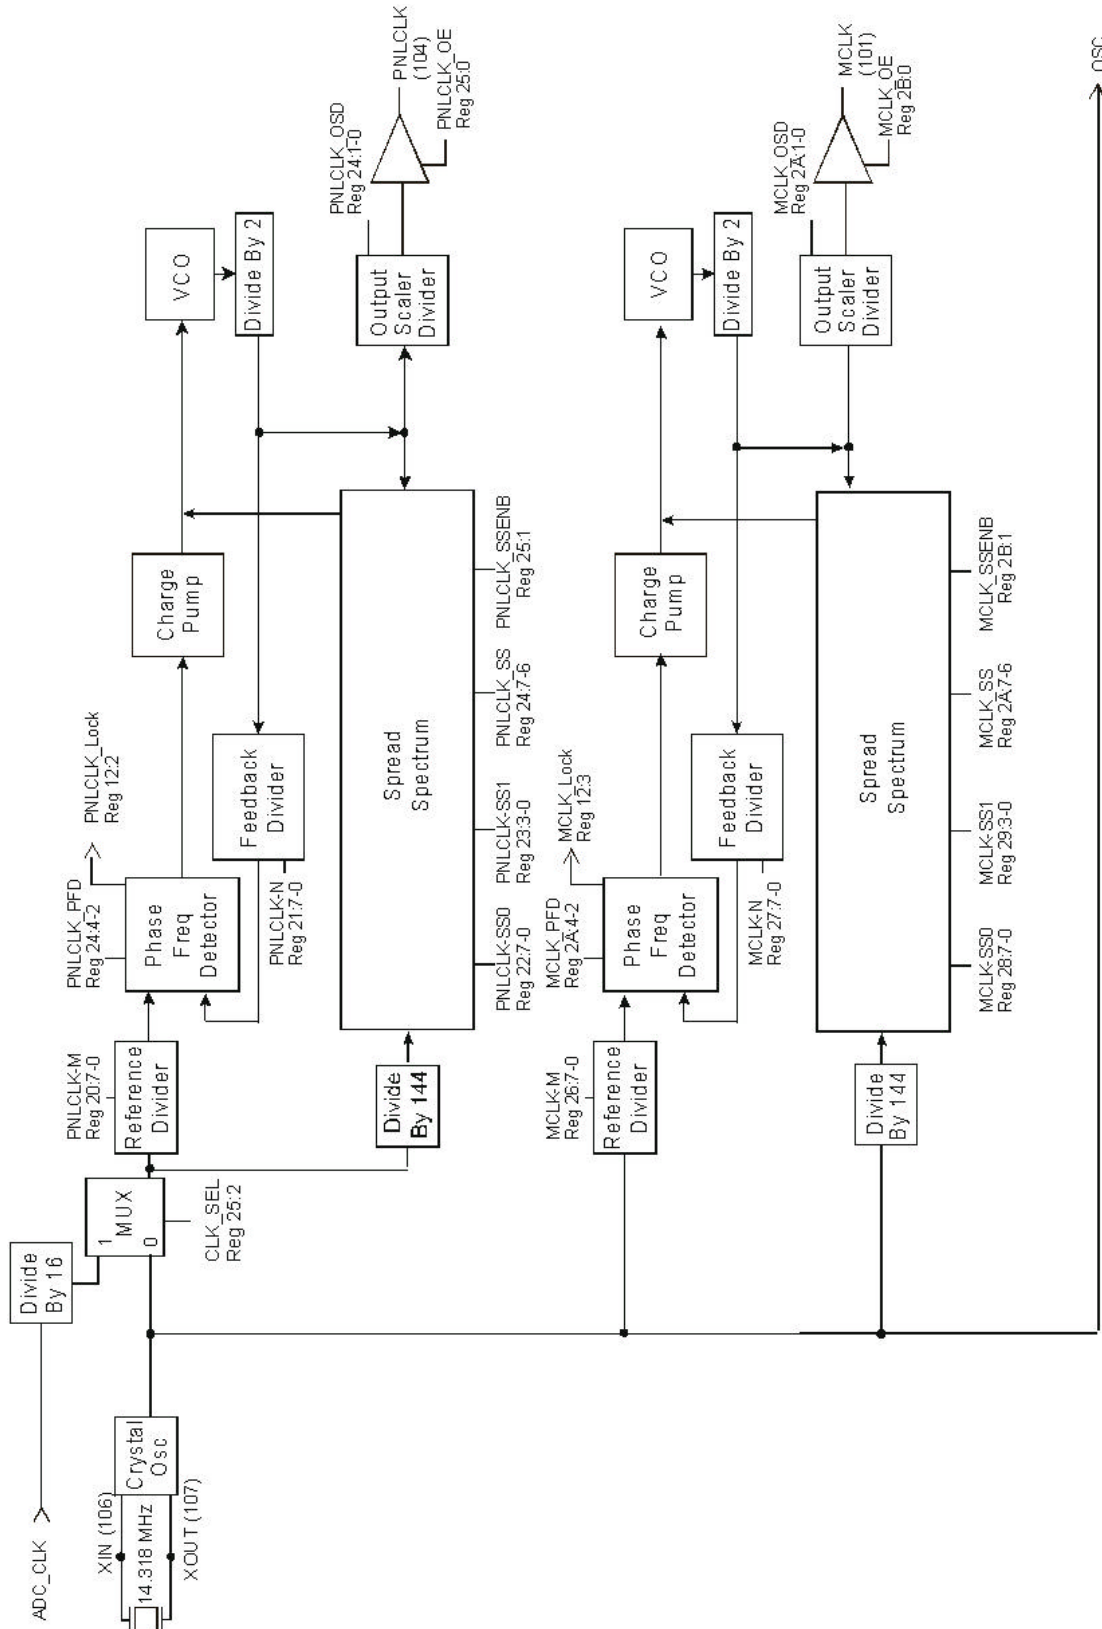 ADC_CLK
Divide
By 16
XIN (106)
14.318 MHz
XOUT (107)
Crystal
Osc
1
MUX
0
CLK_SEL
Reg 25:2
PNLCLK-M
Reg 20:7-0
Reference
Divider
PNLCLK_PFD
Reg 24:4-2
PNLCLK_Lock
Reg 12:2
Phase
Freq
Detector
Charge
Pump
VCO
Divide By 2
PNLCLK-N
Reg 21:7-0
Feedback
Divider
Divide
By 144
Spread
Spectrum
PNLCLK-SS0
Reg 22:7-0
PNLCLK-SS1
Reg 23:3-0
PNLCLK_SS
Reg 24:7-6
PNLCLK_SSENB
Reg 25:1
Output
Scaler
Divider
PNLCLK_OSD
Reg 24:1-0
PNLCLK
(104)
PNLCLK_OE
Reg 25:0
MCLK-M
Reg 26:7-0
Reference
Divider
MCLK_PFD
Reg 2A:4-2
MCLK_Lock
Reg 12:3
Phase
Freq
Detector
Charge
Pump
VCO
Divide By 2
MCLK-N
Reg 27:7-0
Feedback
Divider
Divide
By 144
Spread
Spectrum
MCLK-SS0
Reg 28:7-0
MCLK-SS1
Reg 29:3-0
MCLK_SS
Reg 2A:7-6
MCLK_SSENB
Reg 2B:1
Output
Scaler
Divider
MCLK_OSD
Reg 2A:1-0
MCLK
(101)
MCLK_OE
Reg 2B:0
OSC